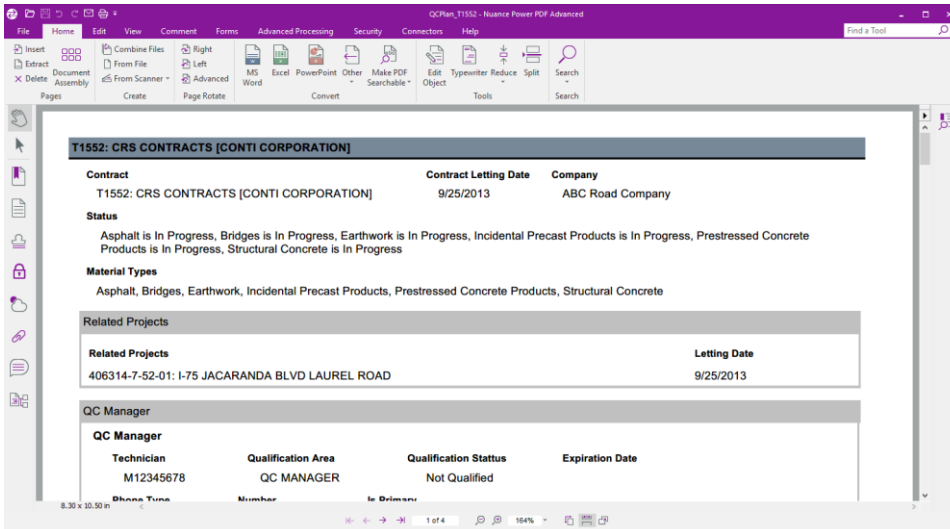 QCPlan_T1552 - Nuance Power PDF Advanced
File Home Edit View Comment Forms Advanced Processing Security Connectors Help Find a Tool
Insert
Extract
Delete
Document Assembly
Pages
Combine Files
From File
From Scanner
Create
Right
Left
Advanced
Page Rotate
MS Word
Excel
PowerPoint
Other
Make PDF Searchable
Convert
Edit Object
Typewriter
Reduce
Split
Tools
Search
Search
T1552: CRS CONTRACTS [CONTI CORPORATION]
Contract Contract Letting Date Company
T1552: CRS CONTRACTS [CONTI CORPORATION] 9/25/2013 ABC Road Company
Status
Asphalt is In Progress, Bridges is In Progress, Earthwork is In Progress, Incidental Precast Products is In Progress, Prestressed Concrete
Products is In Progress, Structural Concrete is In Progress
Material Types
Asphalt, Bridges, Earthwork, Incidental Precast Products, Prestressed Concrete Products, Structural Concrete
Related Projects
Related Projects Letting Date
406314-7-52-01: I-75 JACARANDA BLVD LAUREL ROAD 9/25/2013
QC Manager
QC Manager
Technician Qualification Area Qualification Stattus Expiration Date
M12345678 QC MANAGER Not Qualified
Phone Type Number Is Primary
8.30 x 10.50 in
1 of 4 164%